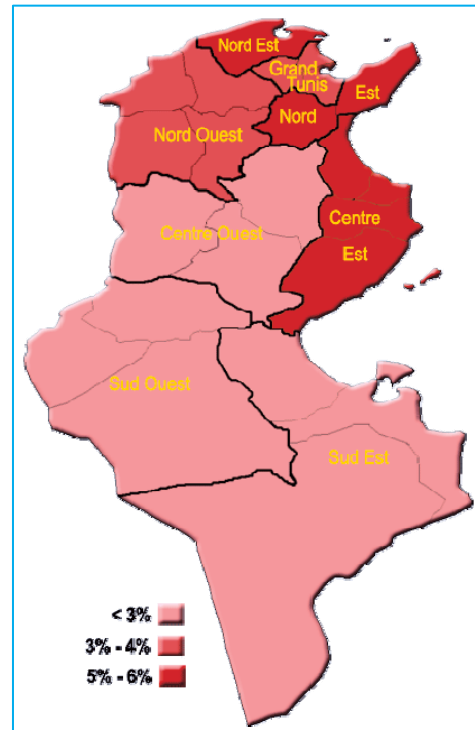 Nord Est
Grand
Tunis
Est
Nord
Nord Ouest
Centre
Centre Ouest
Est
Sud Ouest
Sud Est
< 3%
3% - 4%
5% - 6%